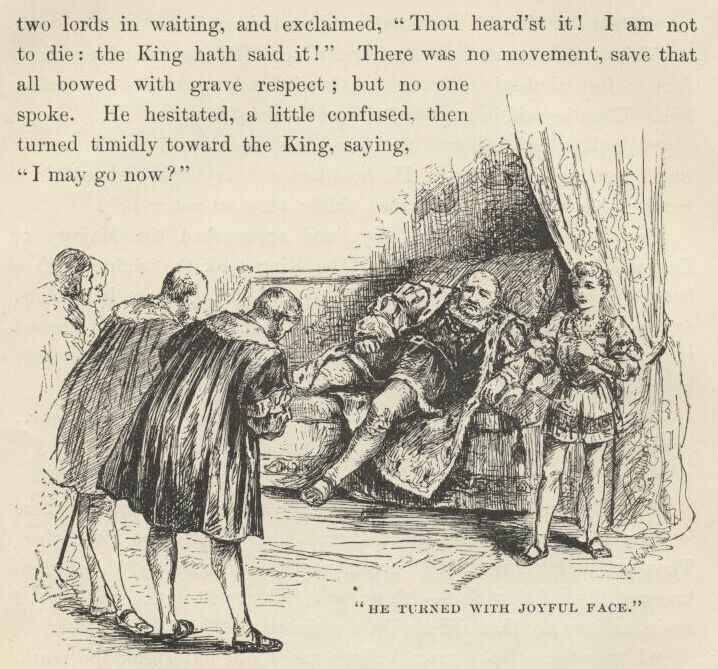 two lords in waiting, and exclaimed, “Thou heard'st it! I am not
to die: the King hath said it!” There was no movement, save that
all bowed with grave respect; but no one
spoke. He hesitated, a little confused, then
turned timidly toward the King, saying,
“I may go now?”
“HE TURNED WITH JOYFUL FACE.”